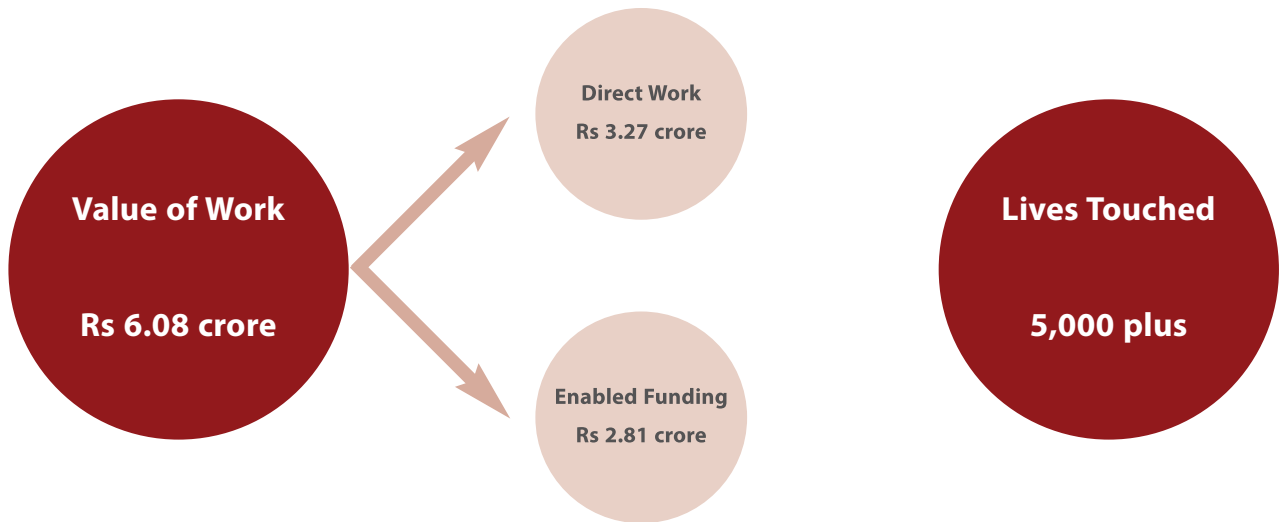 Value of Work
Rs 6.08 crore
Direct Work
Rs 3.27 crore
Enabled Funding
Rs 2.81 crore
Lives Touched
5,000 plus